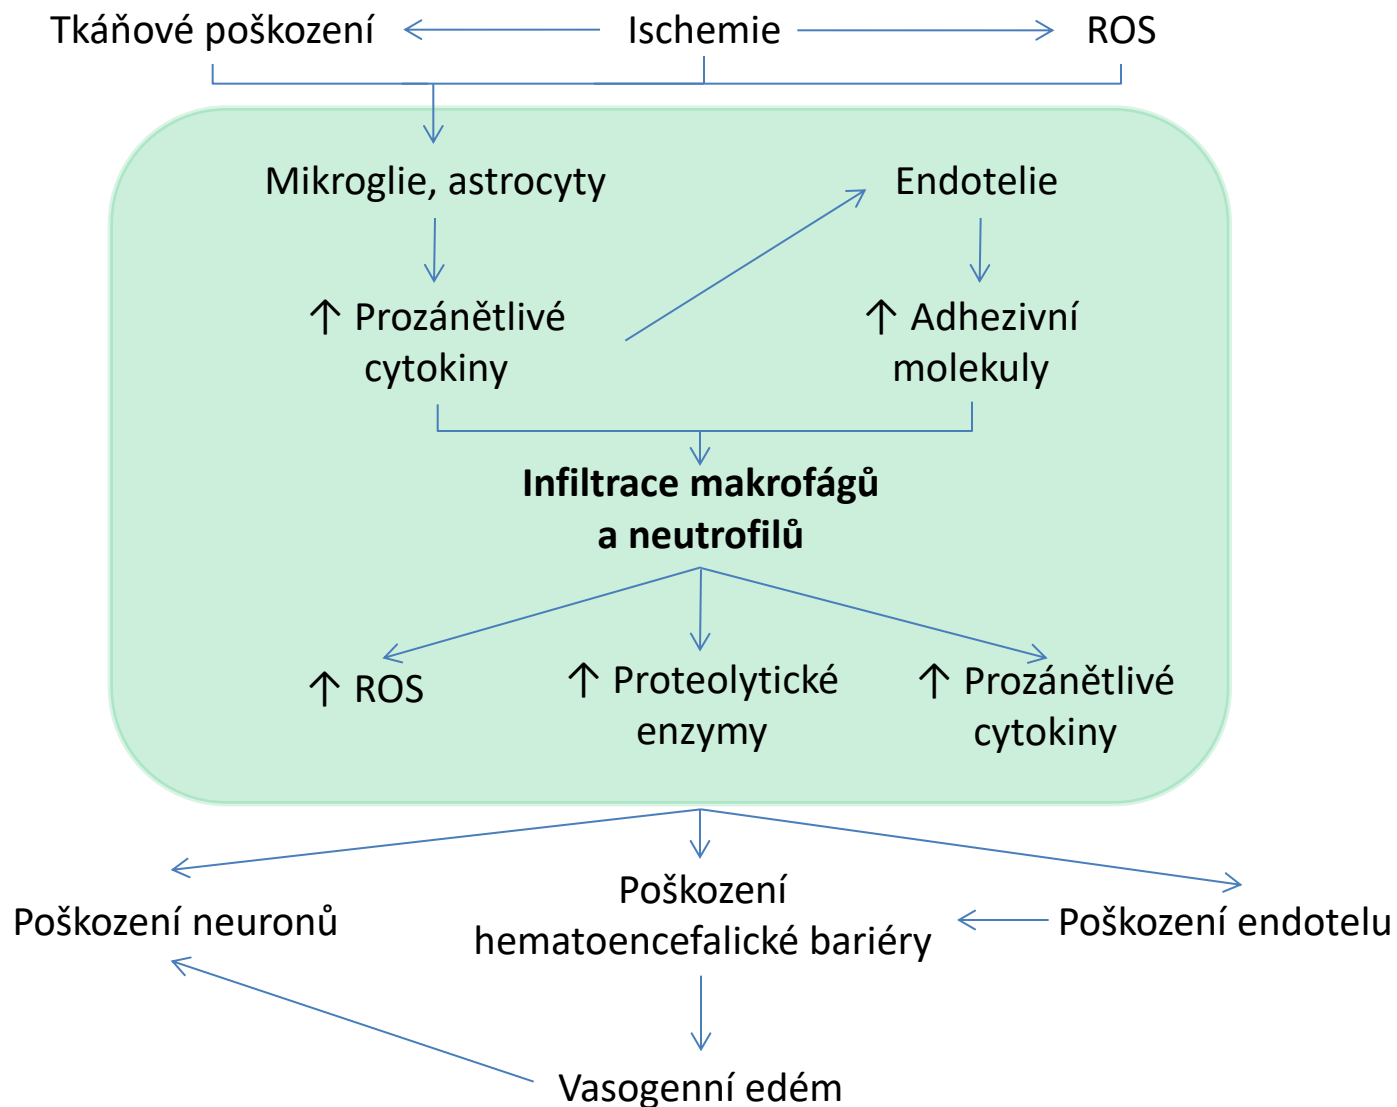 Tkáňové poškození
Ischemie
ROS
Mikroglie, astrocyty
Endotelie
↑ Prozánětlivé
cytokiny
↑ Adhezivní
molekuly
Infiltrace makrofágů
a neutrofilů
↑ ROS
↑ Proteolytické
enzymy
↑ Prozánětlivé
cytokiny
Poškození neuronů
Poškození
hematoencefalické bariéry
Poškození endotelu
Vasogenní edém